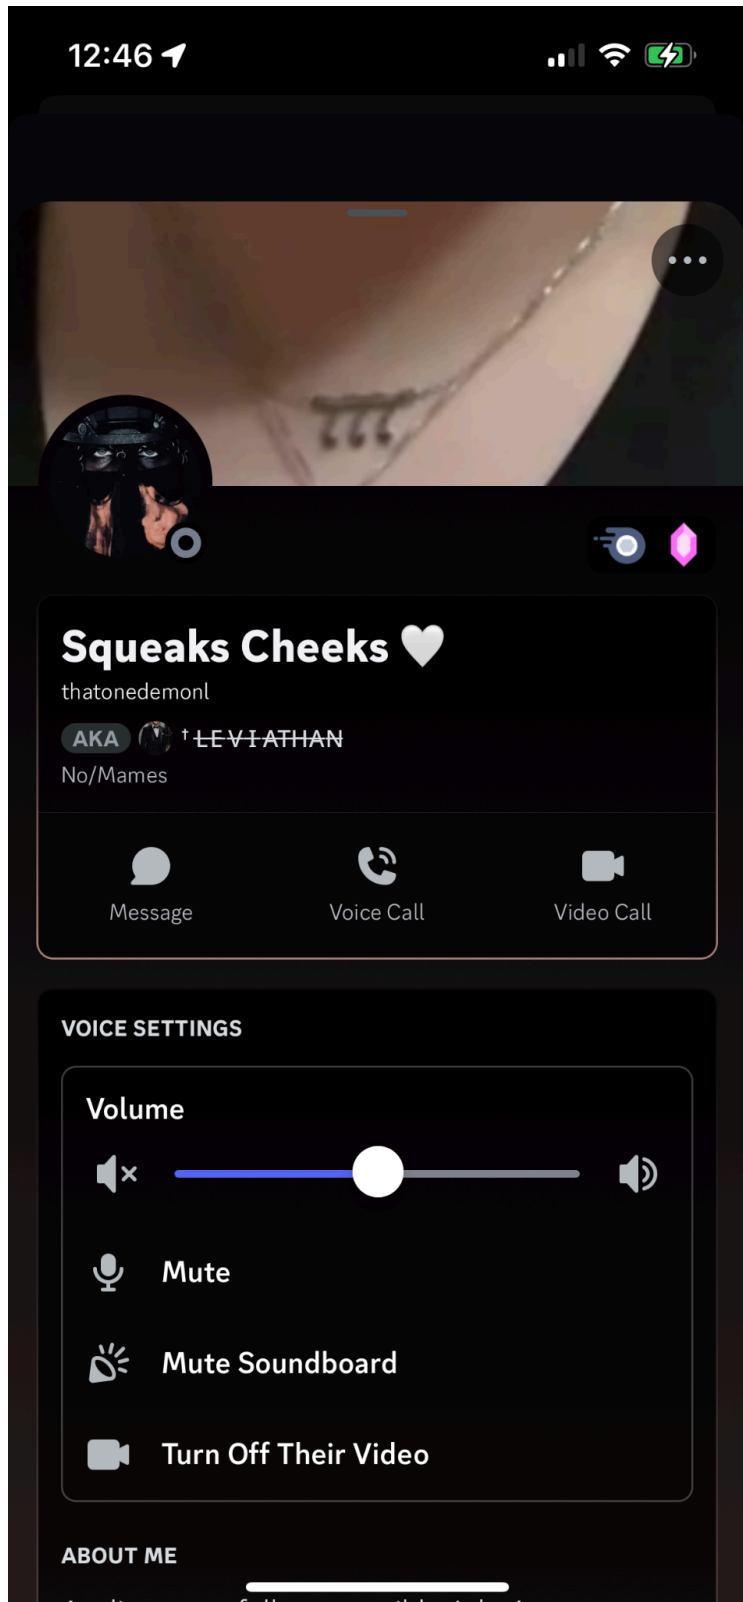 12:46
Squeaks Cheeks 🤍
thatonedemonl
AKA † L̶E̶V̶I̶A̶T̶H̶A̶N̶
No/Mames
Message
Voice Call
Video Call
VOICE SETTINGS
Volume
Mute
Mute Soundboard
Turn Off Their Video
ABOUT ME